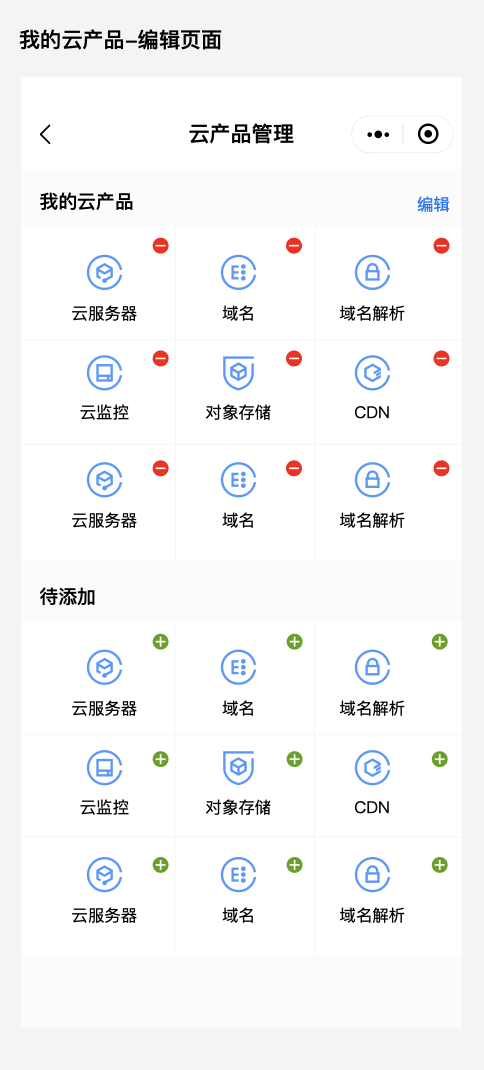 我的云产品-编辑页面
云产品管理
我的云产品 编辑
云服务器 域名 域名解析
云监控 对象存储 CDN
云服务器 域名 域名解析
待添加
云服务器 域名 域名解析
云监控 对象存储 CDN
云服务器 域名 域名解析